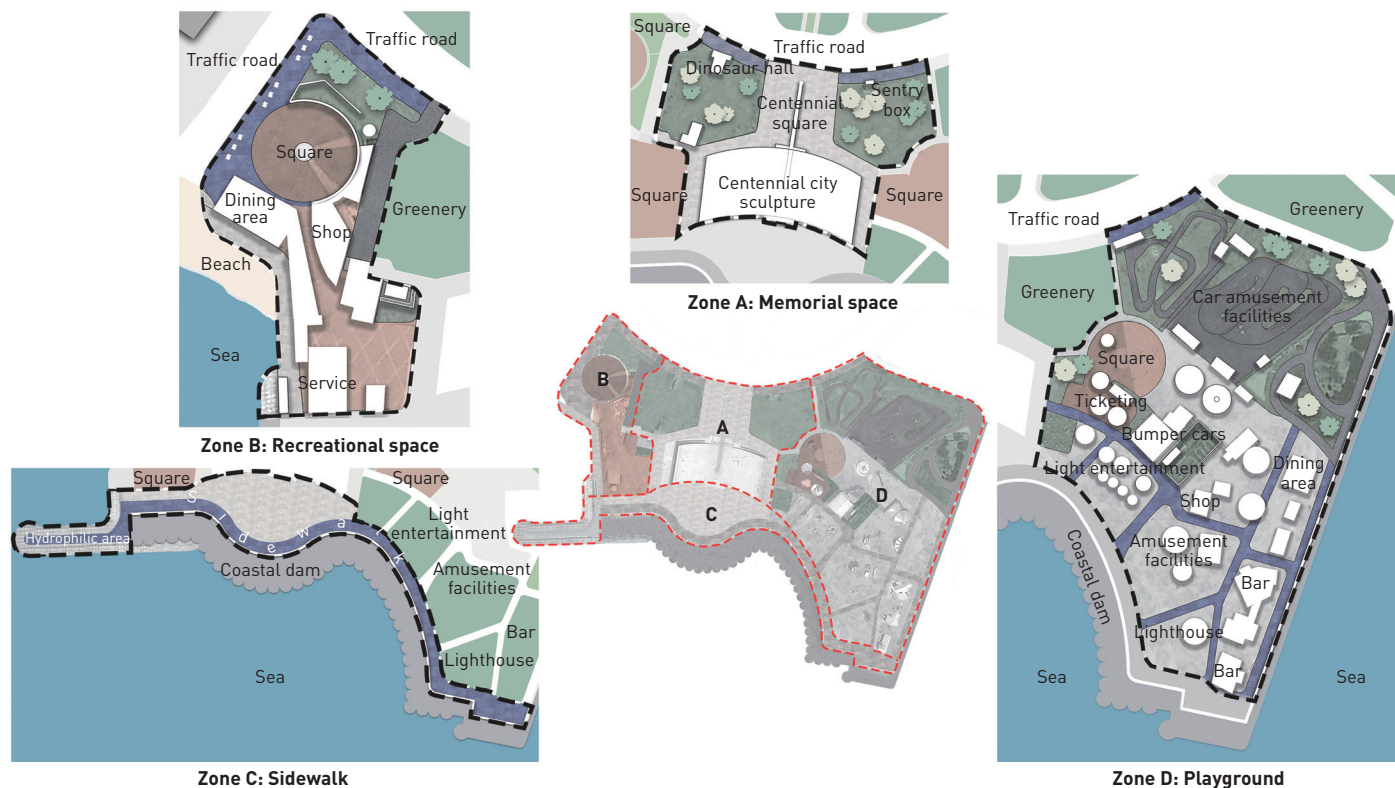 Traffic road
Traffic road
Square
Dining
area
Shop
Greenery
Beach
Sea
Service
Zone B: Recreational space
Square
Traffic road
Dinosaur hall
Sentry
box
Centennial
square
Square
Centennial city
sculpture
Square
Zone A: Memorial space
B
A
D
C
Square
Square
Sidewalk
Hydrophilic area
Coastal dam
Light
entertainment
Amusement
facilities
Bar
Lighthouse
Sea
Zone C: Sidewalk
Traffic road
Greenery
Greenery
Car amusement
facilities
Square
Ticketing
Bumper cars
Light entertainment
Dining
area
Shop
Coastal dam
Amusement
facilities
Bar
Lighthouse
Bar
Sea
Sea
Zone D: Playground